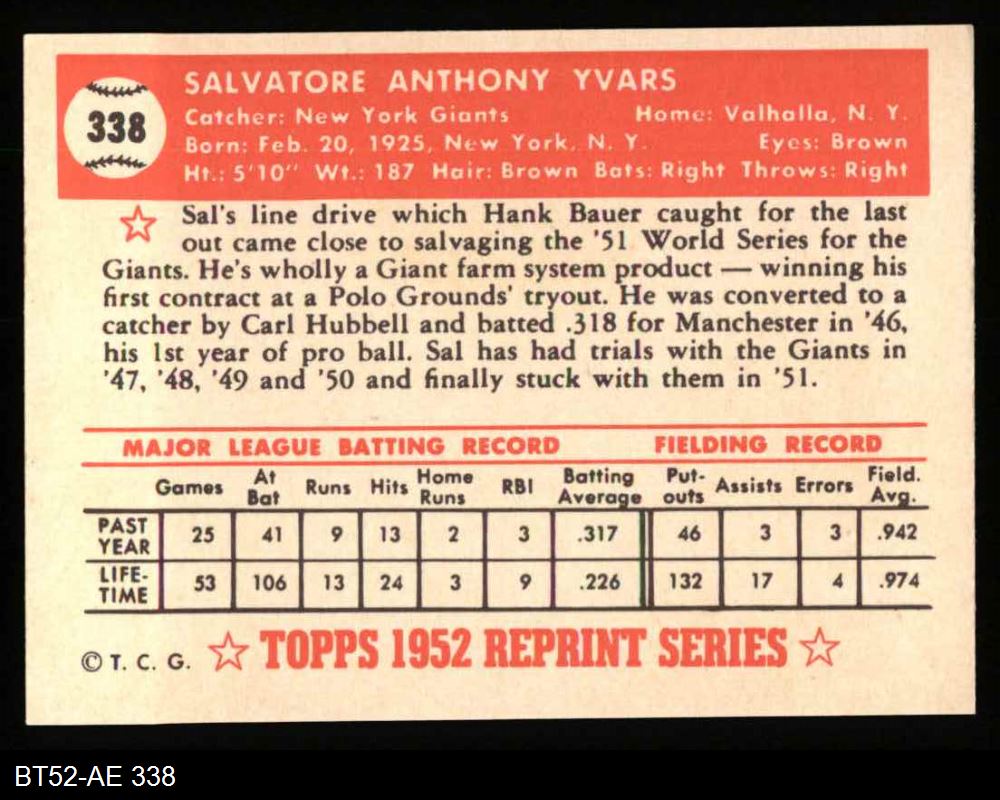 SALVATORE ANTHONY YVARS
338
Catcher: New York Giants Home: Valhalla, N. Y.
Born: Feb. 20, 1925, New York, N. Y. Eyes: Brown
Ht.: 5'10" Wt.: 187 Hair: Brown Bats: Right Throws: Right
Sal's line drive which Hank Bauer caught for the last
out came close to salvaging the '51 World Series for the
Giants. He's wholly a Giant farm system product — winning his
first contract at a Polo Grounds' tryout. He was converted to a
catcher by Carl Hubbell and batted .318 for Manchester in '46,
his 1st year of pro ball. Sal has had trials with the Giants in
'47, '48, '49 and '50 and finally stuck with them in '51.
MAJOR LEAGUE BATTING RECORD FIELDING RECORD
Games At Bat Runs Hits Home Runs RBI Batting Average Put-outs Assists Errors Field. Avg.
PAST YEAR 25 41 9 13 2 3 .317 46 3 3 .942
LIFE-TIME 53 106 13 24 3 9 .226 132 17 4 .974
© T. C. G. ☆ TOPPS 1952 REPRINT SERIES ☆
BT52-AE 338